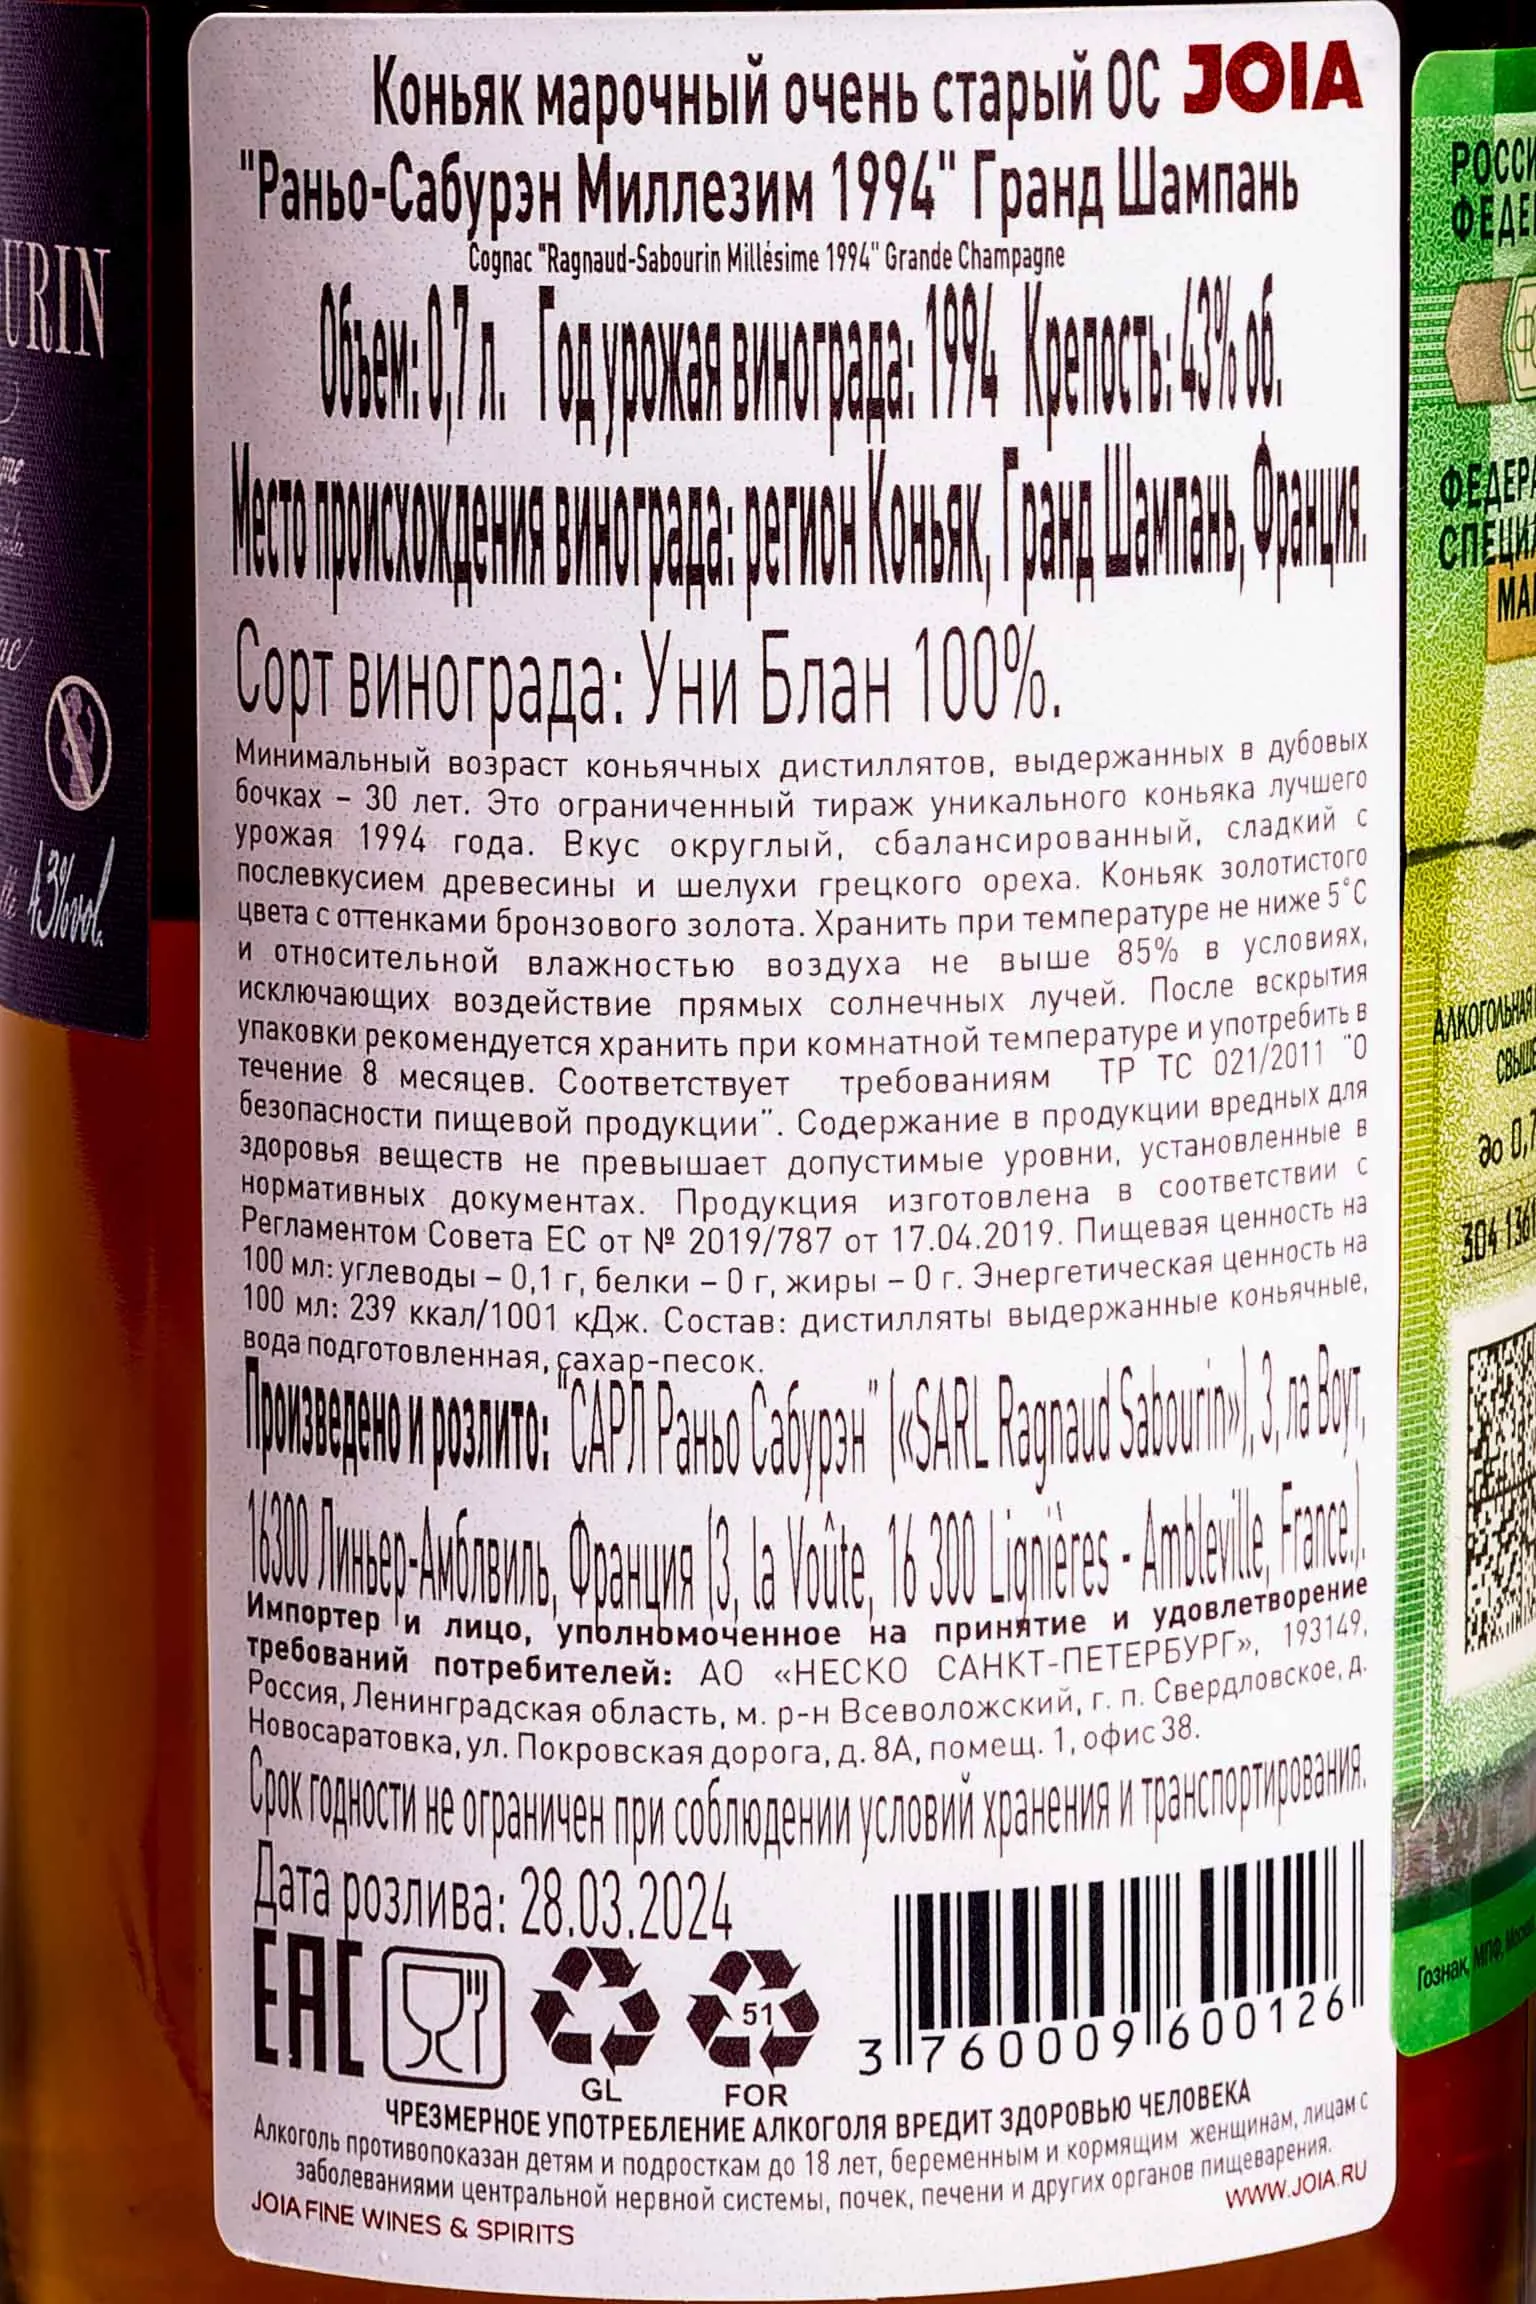 Коньяк марочный очень старый ОС JOIA
"Раньо-Сабурэн Миллезим 1994" Гранд Шампань
Cognac "Ragnaud-Sabourin Millésime 1994" Grande Champagne
Объем: 0,7 л. Год урожая винограда: 1994 Крепость: 43% об.
Место происхождения винограда: регион Коньяк, Гранд Шампань, Франция.
Сорт винограда: Уни Блан 100%.
Минимальный возраст коньячных дистиллятов, выдержанных в дубовых
бочках – 30 лет. Это ограниченный тираж уникального коньяка лучшего
урожая 1994 года. Вкус округлый, сбалансированный, сладкий с
послевкусием древесины и шелухи грецкого ореха. Коньяк золотистого
цвета с оттенками бронзового золота. Хранить при температуре не ниже 5°C
и относительной влажностью воздуха не выше 85% в условиях,
исключающих воздействие прямых солнечных лучей. После вскрытия
упаковки рекомендуется хранить при комнатной температуре и употребить в
течение 8 месяцев. Соответствует требованиям ТР ТС 021/2011 "О
безопасности пищевой продукции". Содержание в продукции вредных для
здоровья веществ не превышает допустимые уровни, установленные в
нормативных документах. Продукция изготовлена в соответствии с
Регламентом Совета ЕС от № 2019/787 от 17.04.2019. Пищевая ценность на
100 мл: углеводы – 0,1 г, белки – 0 г, жиры – 0 г. Энергетическая ценность на
100 мл: 239 ккал/1001 кДж. Состав: дистилляты выдержанные коньячные,
вода подготовленная, сахар-песок.
Произведено и розлито: "САРЛ Раньо Сабурэн" («SARL Ragnaud Sabourin»), 3, ла Воут,
16300 Линьер-Амблвиль, Франция (3, la Voûte, 16 300 Lignières - Ambleville, France.).
Импортер и лицо, уполномоченное на принятие и удовлетворение
требований потребителей: АО «НЕСКО САНКТ-ПЕТЕРБУРГ», 193149,
Россия, Ленинградская область, м. р-н Всеволожский, г. п. Свердловское, д.
Новосаратовка, ул. Покровская дорога, д. 8А, помещ. 1, офис 38.
Срок годности не ограничен при соблюдении условий хранения и транспортирования.
Дата розлива: 28.03.2024
EAC
GL
51
FOR
3 760009 600126
ЧРЕЗМЕРНОЕ УПОТРЕБЛЕНИЕ АЛКОГОЛЯ ВРЕДИТ ЗДОРОВЬЮ ЧЕЛОВЕКА
Алкоголь противопоказан детям и подросткам до 18 лет, беременным и кормящим женщинам, лицам с
заболеваниями центральной нервной системы, почек, печени и других органов пищеварения.
JOIA FINE WINES & SPIRITS
WWW.JOIA.RU
URIN
43%vol.
до 0,7
Гознак, МПФ, Москва